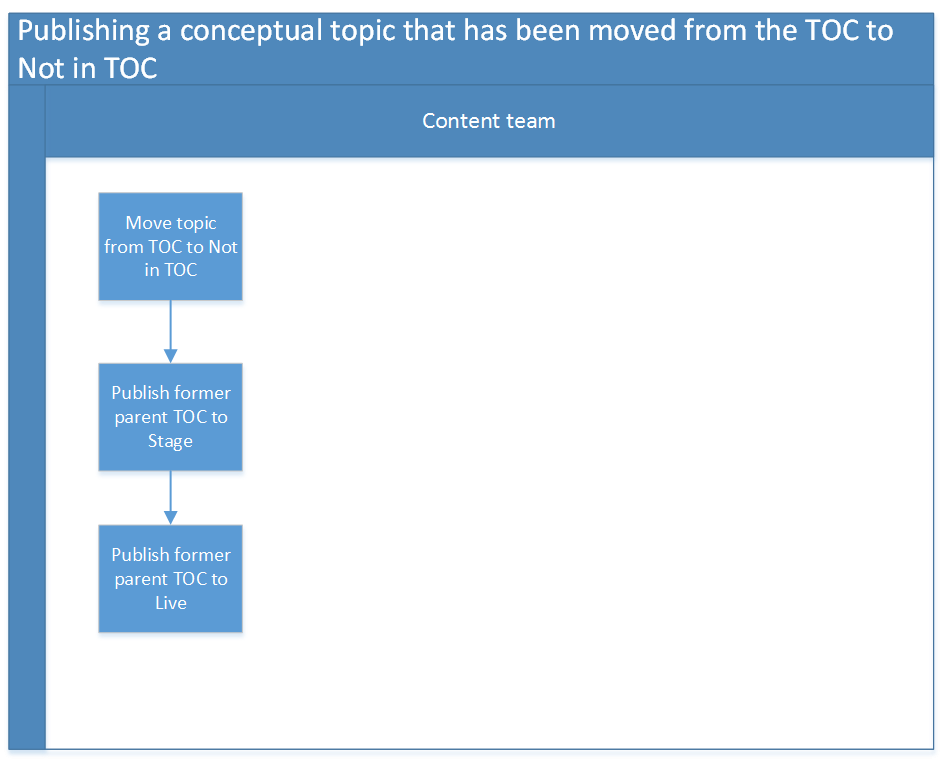 Publishing a conceptual topic that has been moved from the TOC to
Not in TOC
Content team
Move topic
from TOC to Not
in TOC
Publish former
parent TOC to
Stage
Publish former
parent TOC to
Live